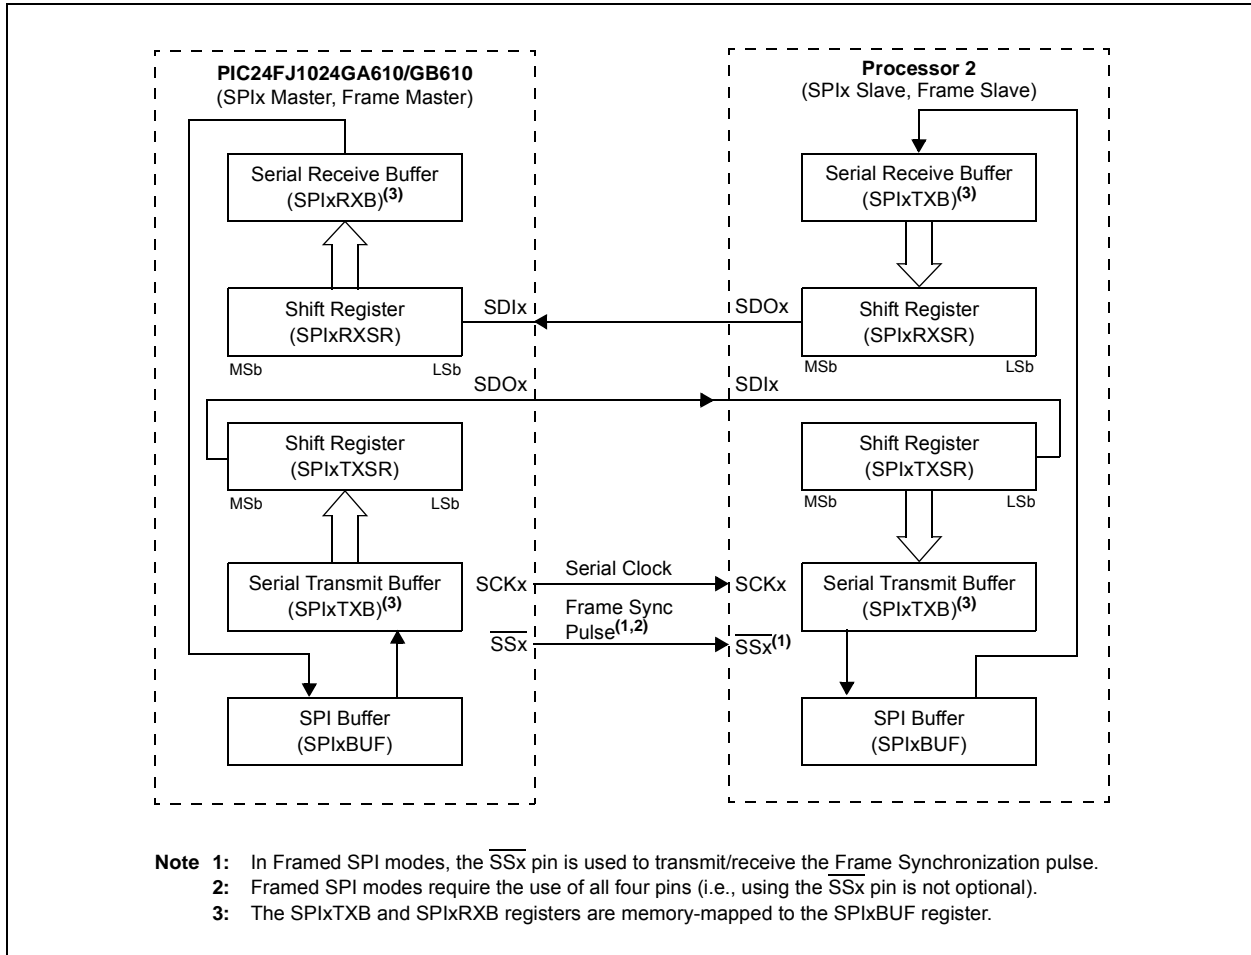 PIC24FJ1024GA610/GB610
(SPIx Master, Frame Master)
Serial Receive Buffer
(SPIxRXB)(3)
Shift Register
(SPIxRXSR)
MSb
LSb
SDIx
SDOx
Shift Register
(SPIxTXSR)
MSb
LSb
Serial Transmit Buffer
(SPIxTXB)(3)
SCKx
SSx
SPI Buffer
(SPIxBUF)
Serial Clock
Frame Sync
Pulse(1,2)
Processor 2
(SPIx Slave, Frame Slave)
Serial Receive Buffer
(SPIxTXB)(3)
SDOx
Shift Register
(SPIxRXSR)
MSb
LSb
SDIx
Shift Register
(SPIxTXSR)
MSb
LSb
SCKx
Serial Transmit Buffer
(SPIxTXB)(3)
SSx(1)
SPI Buffer
(SPIxBUF)
Note 1: In Framed SPI modes, the SSx pin is used to transmit/receive the Frame Synchronization pulse.
2: Framed SPI modes require the use of all four pins (i.e., using the SSx pin is not optional).
3: The SPIxTXB and SPIxRXB registers are memory-mapped to the SPIxBUF register.